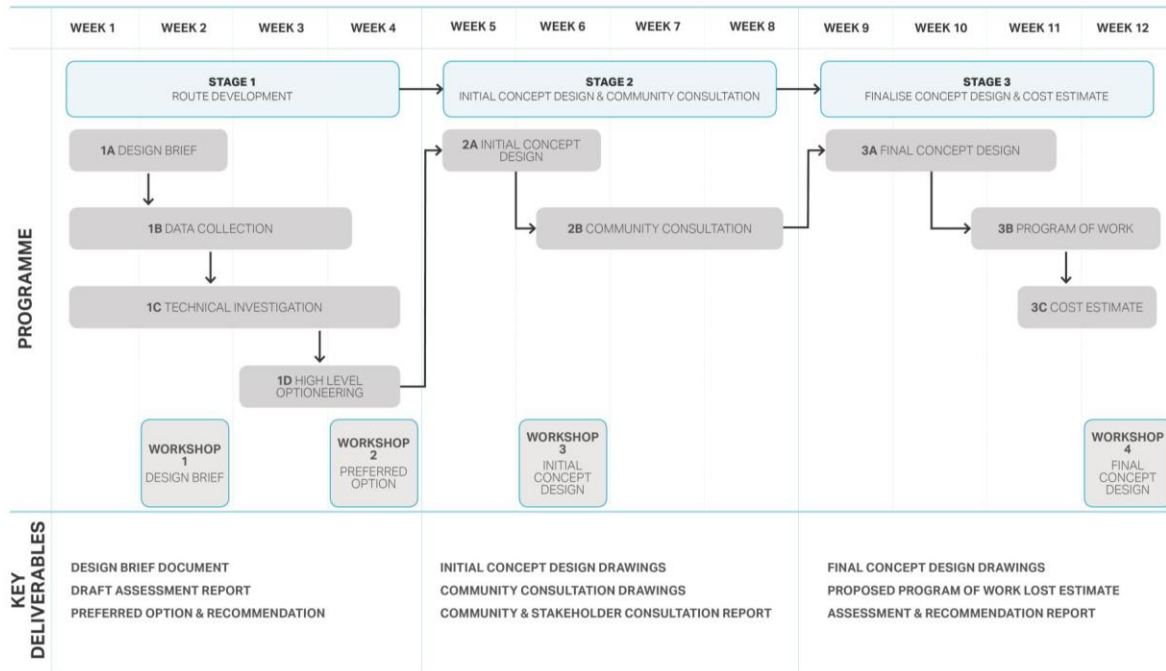 WEEK 1 WEEK 2 WEEK 3 WEEK 4 WEEK 5 WEEK 6 WEEK 7 WEEK 8 WEEK 9 WEEK 10 WEEK 11 WEEK 12
PROGRAMME
STAGE 1
ROUTE DEVELOPMENT
STAGE 2
INITIAL CONCEPT DESIGN & COMMUNITY CONSULTATION
STAGE 3
FINALISE CONCEPT DESIGN & COST ESTIMATE
1A DESIGN BRIEF
1B DATA COLLECTION
1C TECHNICAL INVESTIGATION
1D HIGH LEVEL
OPTIONEERING
2A INITIAL CONCEPT
DESIGN
2B COMMUNITY CONSULTATION
3A FINAL CONCEPT DESIGN
3B PROGRAM OF WORK
3C COST ESTIMATE
WORKSHOP
1
DESIGN BRIEF
WORKSHOP
2
PREFERRED
OPTION
WORKSHOP
3
INITIAL
CONCEPT
DESIGN
WORKSHOP
4
FINAL
CONCEPT
DESIGN
KEY
DELIVERABLES
DESIGN BRIEF DOCUMENT
DRAFT ASSESSMENT REPORT
PREFERRED OPTION & RECOMMENDATION
INITIAL CONCEPT DESIGN DRAWINGS
COMMUNITY CONSULTATION DRAWINGS
COMMUNITY & STAKEHOLDER CONSULTATION REPORT
FINAL CONCEPT DESIGN DRAWINGS
PROPOSED PROGRAM OF WORK LOST ESTIMATE
ASSESSMENT & RECOMMENDATION REPORT